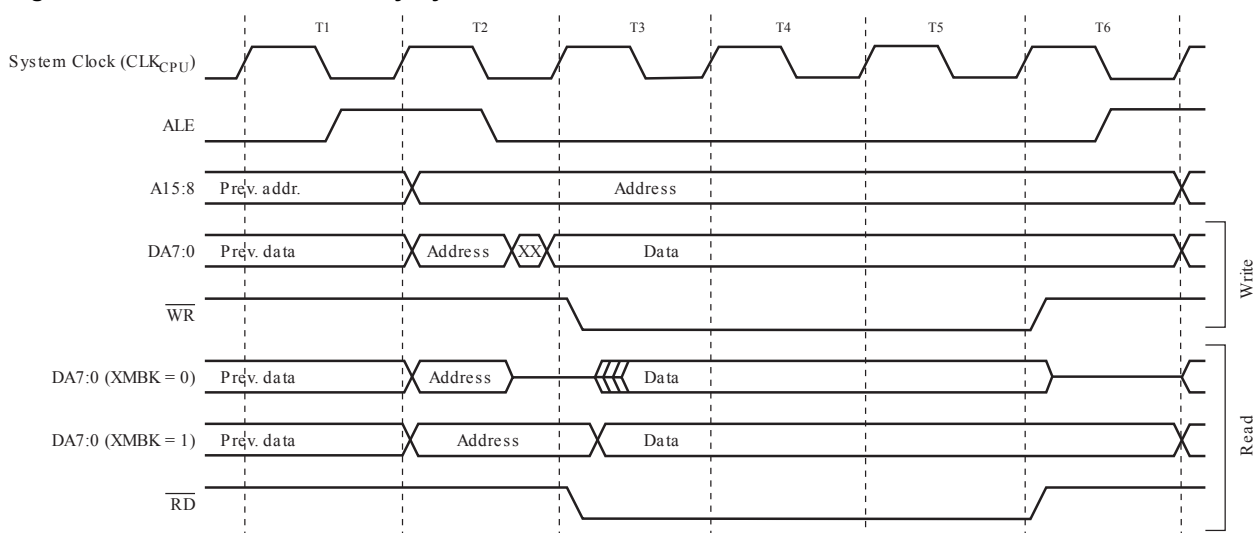 T1 T2 T3 T4 T5 T6
System Clock (CLKCPU)
ALE
A15:8 Prev. addr. Address
DA7:0 Prev. data Address XX Data
WR
Write
DA7:0 (XMBK = 0) Prev. data Address Data
DA7:0 (XMBK = 1) Prev. data Address Data
RD
Read